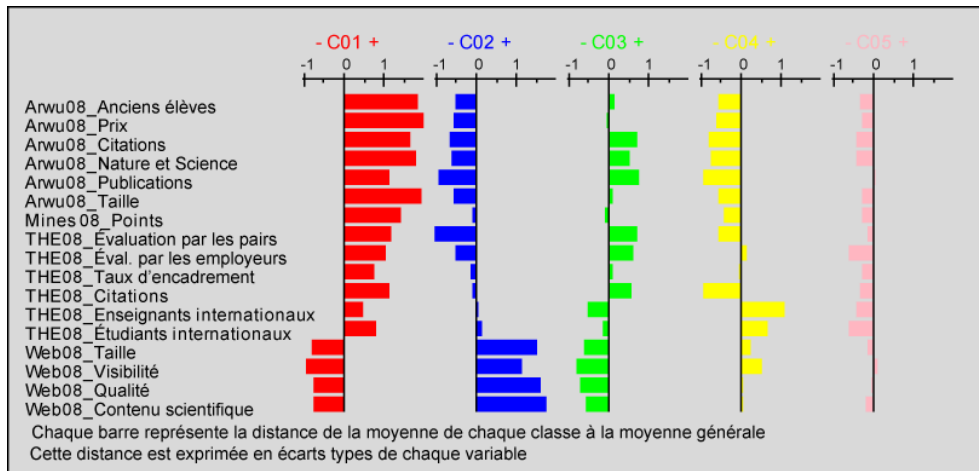 - C01 + - C02 + - C03 + - C04 + - C05 +
-1 0 1 -1 0 1 -1 0 1 -1 0 1 -1 0 1
Arwu08_Anciens élèves
Arwu08_Prix
Arwu08_Citations
Arwu08_Nature et Science
Arwu08_Publications
Arwu08_Taille
Mines 08_Points
THE08_Évaluation par les pairs
THE08_Éval. par les employeurs
THE08_Taux d'encadrement
THE08_Citations
THE08_Enseignants internationaux
THE08_Étudiants internationaux
Web08_Taille
Web08_Visibilité
Web08_Qualité
Web08_Contenu scientifique
Chaque barre représente la distance de la moyenne de chaque classe à la moyenne générale
Cette distance est exprimée en écarts types de chaque variable